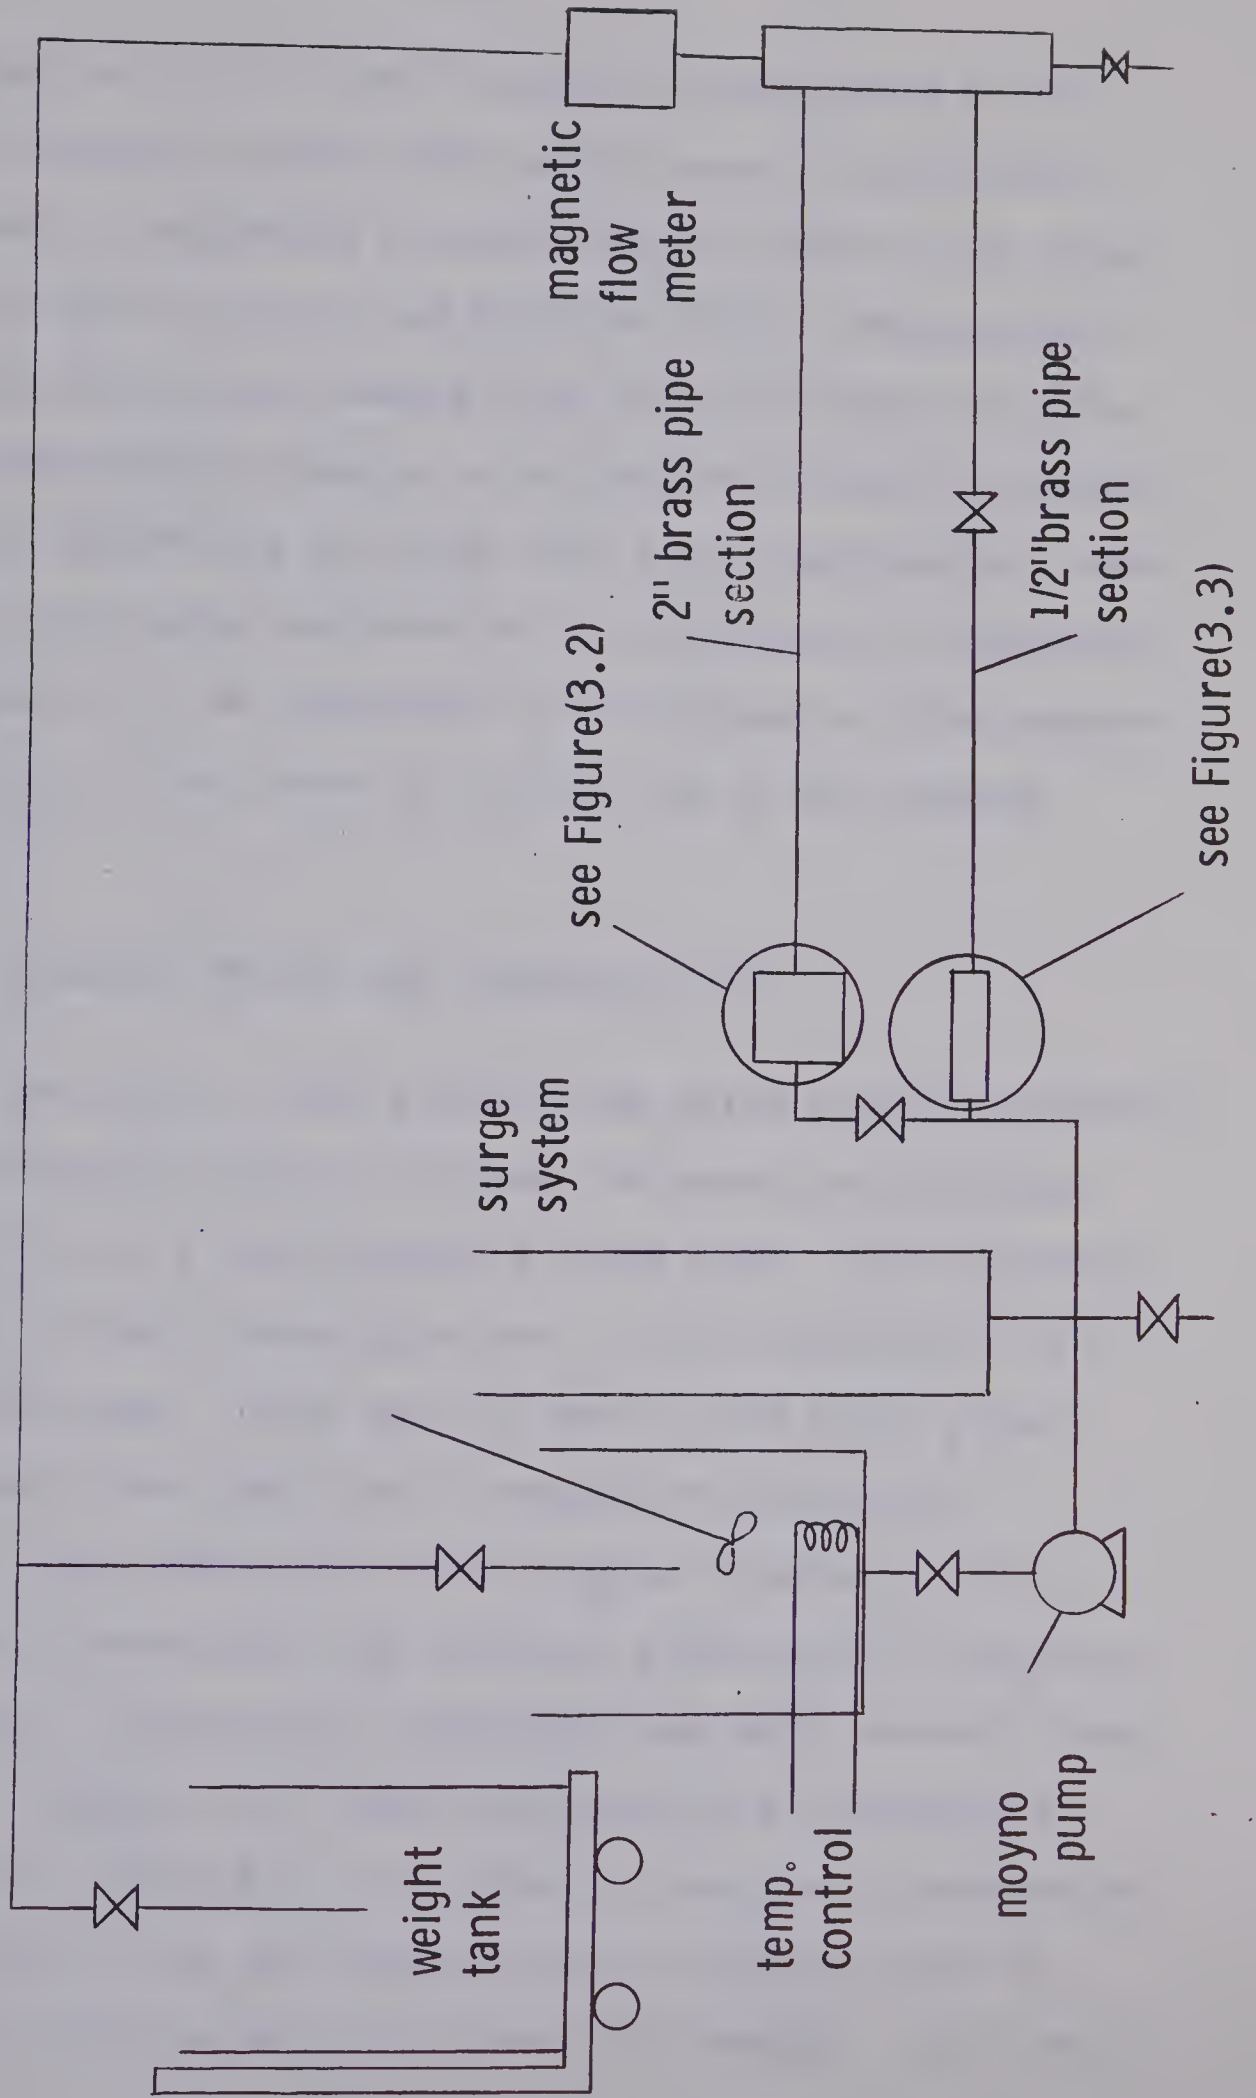 magnetic
flow
meter
2" brass pipe
section
1/2" brass pipe
section
see Figure(3.2)
see Figure(3.3)
surge
system
weight
tank
temp.
control
moyno
pump